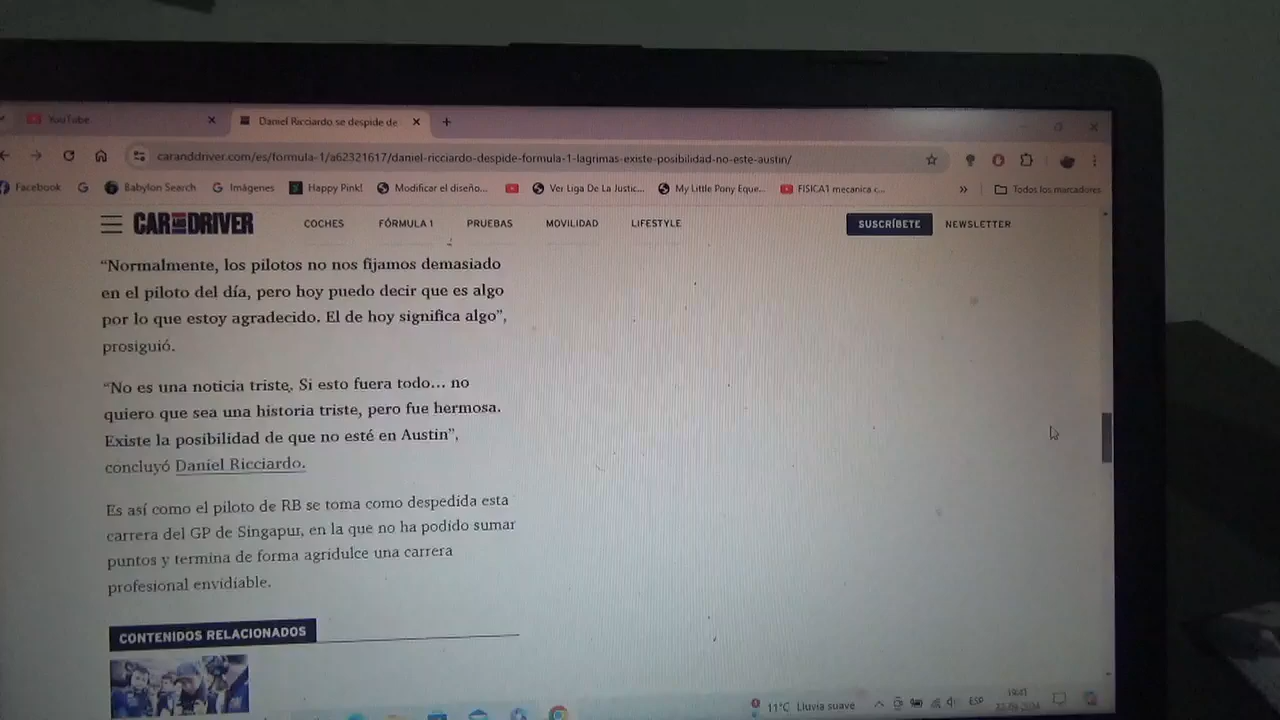 YouTube
Daniel Ricciardo se despide de
caranddriver.com/es/formula-1/a62321617/daniel-ricciardo-despide-formula-1-lagrimas-existe-posibilidad-no-este-austin/
Facebook Babylon Search Imágenes Happy Pink! Modificar el diseño... Ver Liga De La Justic... My Little Pony Eque... FISICA1 mecanica c... » Todos los marcadores
CAR AND DRIVER COCHES FÓRMULA 1 PRUEBAS MOVILIDAD LIFESTYLE SUSCRÍBETE NEWSLETTER
“Normalmente, los pilotos no nos fijamos demasiado
en el piloto del día, pero hoy puedo decir que es algo
por lo que estoy agradecido. El de hoy significa algo”,
prosiguió.
“No es una noticia triste. Si esto fuera todo... no
quiero que sea una historia triste, pero fue hermosa.
Existe la posibilidad de que no esté en Austin”,
concluyó Daniel Ricciardo.
Es así como el piloto de RB se toma como despedida esta
carrera del GP de Singapur, en la que no ha podido sumar
puntos y termina de forma agridulce una carrera
profesional envidiable.
CONTENIDOS RELACIONADOS
11°C Lluvia suave ESP 19:41